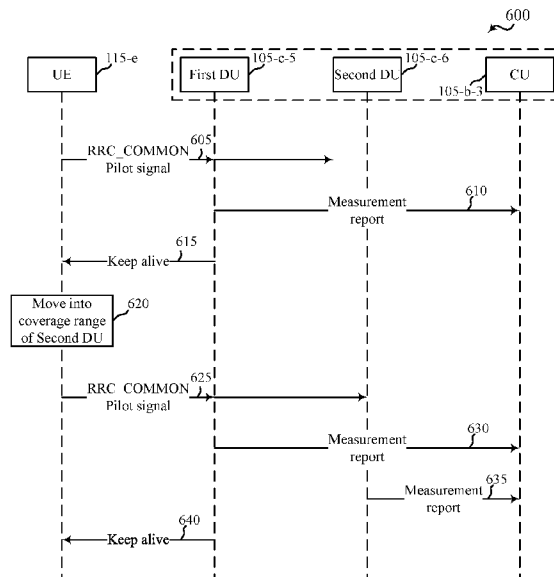 600
UE
115-e
First DU
105-c-5
Second DU
105-c-6
CU
105-b-3
RRC_COMMON
Pilot signal
605
Measurement
report
610
Keep alive
615
Move into
coverage range
of Second DU
620
RRC_COMMON
Pilot signal
625
Measurement
report
630
Measurement
report
635
Keep alive
640